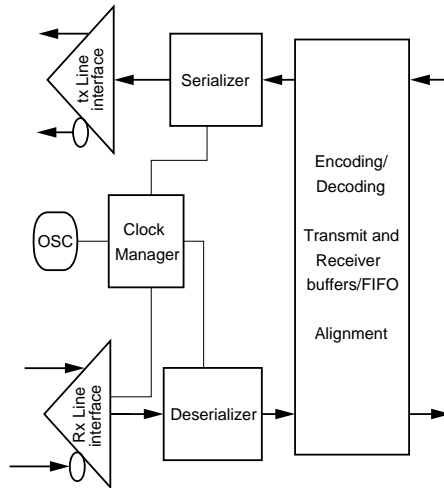 tx Line
interface
Serializer
Encoding/
Decoding
Transmit and
Receiver
buffers/FIFO
Alignment
OSC
Clock
Manager
Rx Line
interface
Deserializer